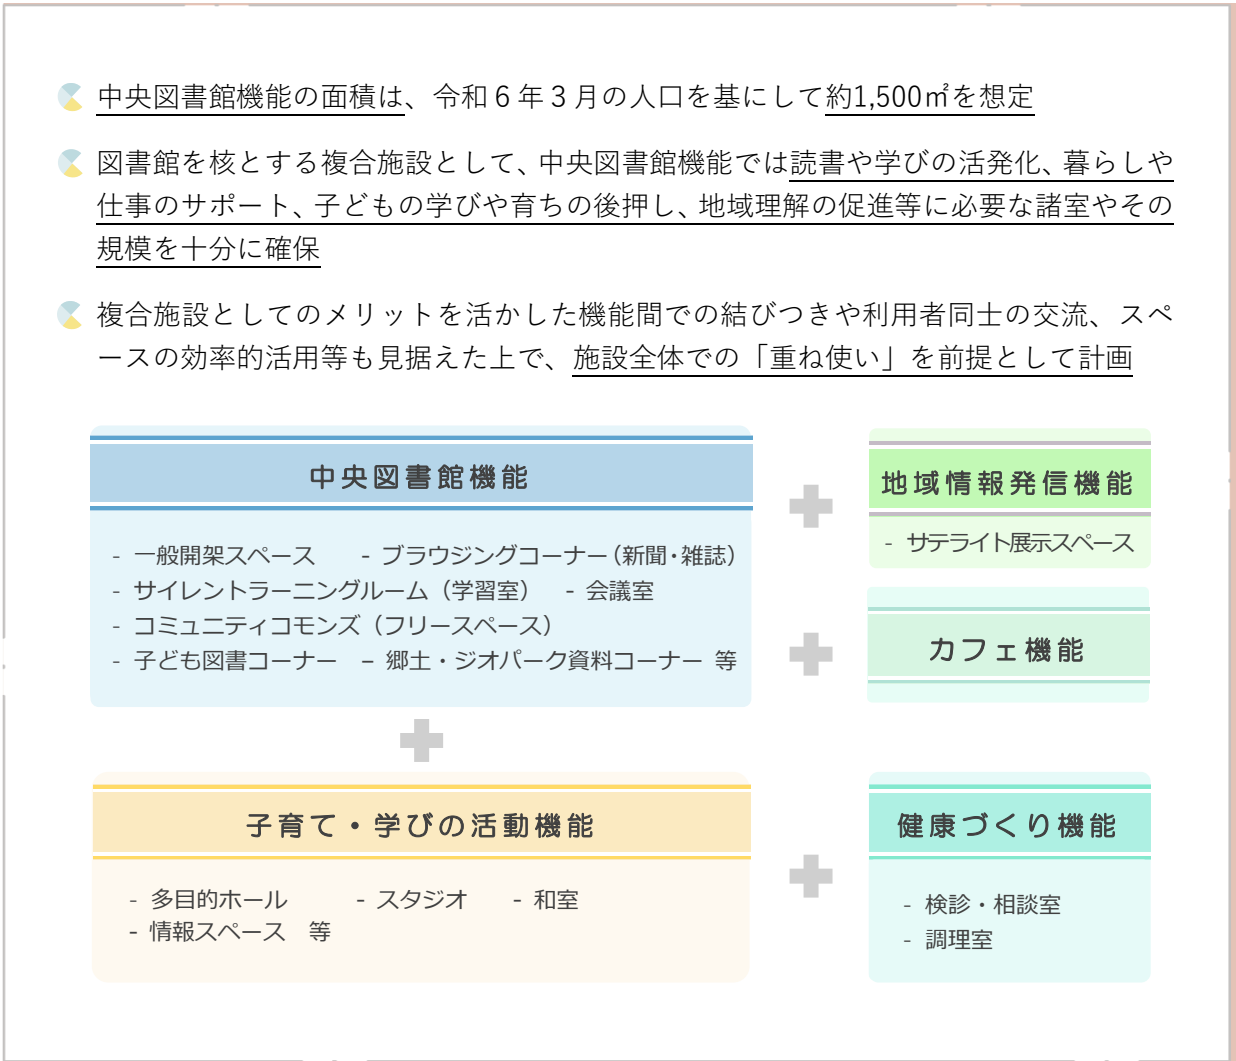 中央図書館機能の面積は、令和６年３月の人口を基にして約1,500㎡を想定
図書館を核とする複合施設として、中央図書館機能では読書や学びの活発化、暮らしや
仕事のサポート、子どもの学びや育ちの後押し、地域理解の促進等に必要な諸室やその
規模を十分に確保
複合施設としてのメリットを活かした機能間での結びつきや利用者同士の交流、スペ
ースの効率的活用等も見据えた上で、施設全体での「重ね使い」を前提として計画
中央図書館機能
- 一般開架スペース - ブラウジングコーナー（新聞・雑誌）
- サイレントラーニングルーム（学習室） - 会議室
- コミュニティコモンズ（フリースペース）
- 子ども図書コーナー – 郷土・ジオパーク資料コーナー 等
地域情報発信機能
- サテライト展示スペース
カフェ機能
子育て・学びの活動機能
- 多目的ホール - スタジオ - 和室
- 情報スペース 等
健康づくり機能
- 検診・相談室
- 調理室